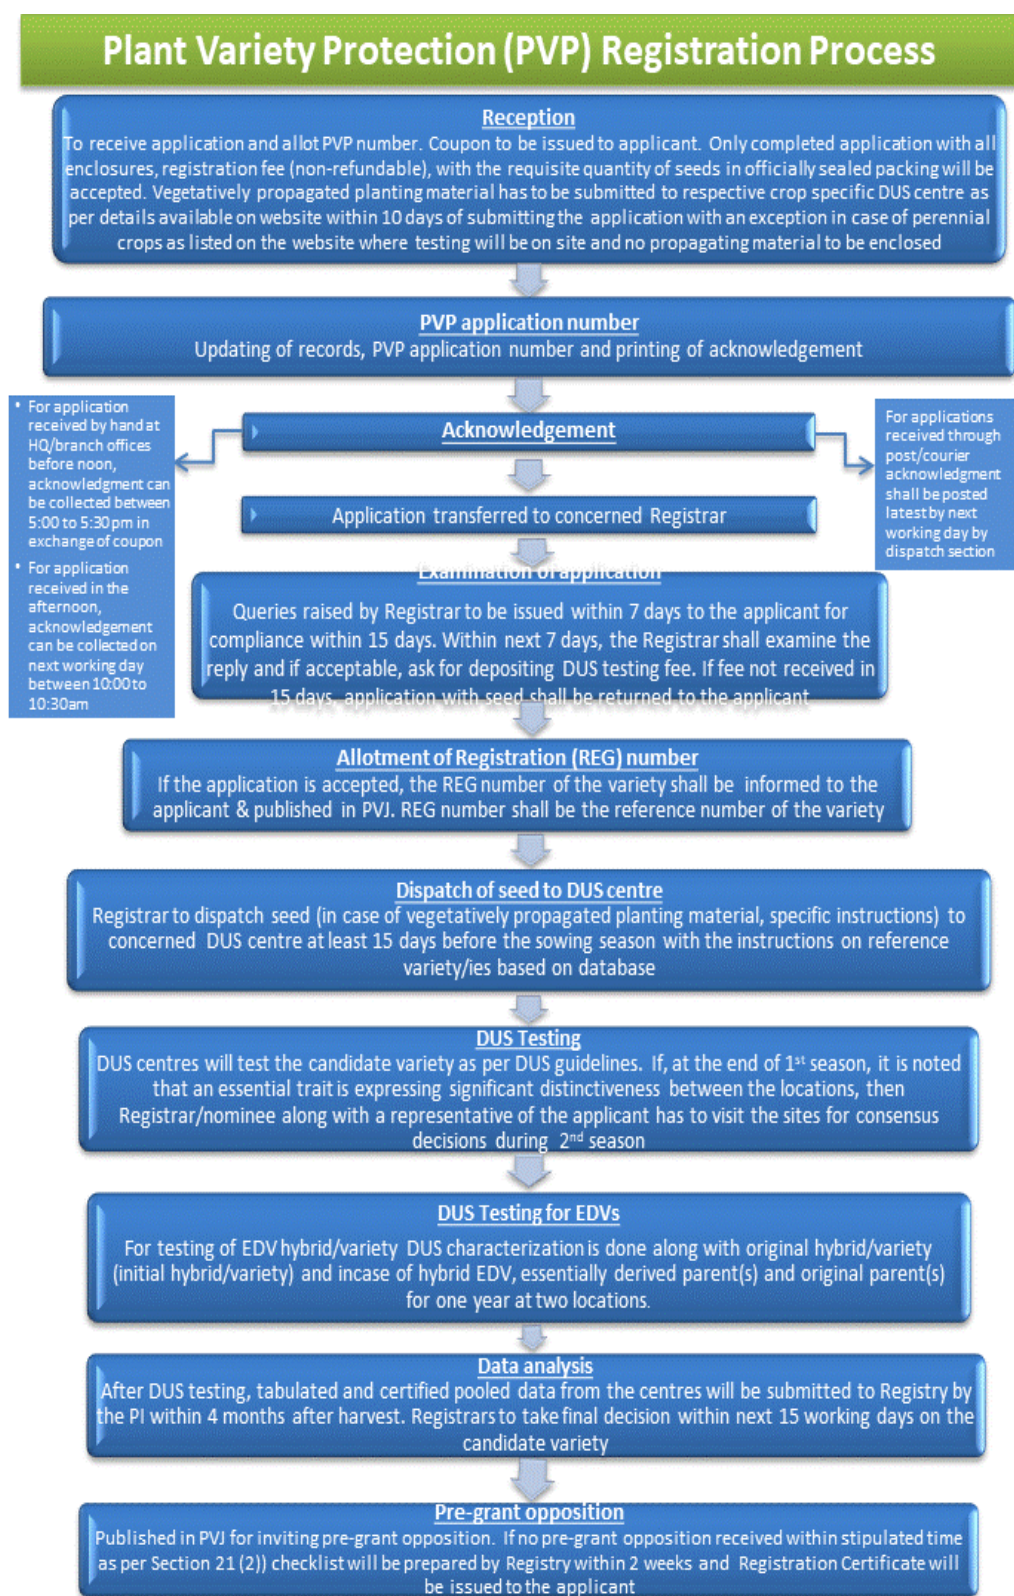 Plant Variety Protection (PVP) Registration Process
Reception
To receive application and allot PVP number. Coupon to be issued to applicant. Only completed application with all
enclosures, registration fee (non-refundable), with the requisite quantity of seeds in officially sealed packing will be
accepted. Vegetatively propagated planting material has to be submitted to respective crop specific DUS centre as
per details available on website within 10 days of submitting the application with an exception in case of perennial
crops as listed on the website where testing will be on site and no propagating material to be enclosed
PVP application number
Updating of records, PVP application number and printing of acknowledgement
Acknowledgement
• For application
received by hand at
HQ/branch offices
before noon,
acknowledgment can
be collected between
5:00 to 5:30 pm in
exchange of coupon
• For application
received in the
afternoon,
acknowledgement
can be collected on
next working day
between 10:00 to
10:30am
For applications
received through
post/courier
acknowledgment
shall be posted
latest by next
working day by
dispatch section
Application transferred to concerned Registrar
Examination of application
Queries raised by Registrar to be issued within 7 days to the applicant for
compliance within 15 days. Within next 7 days, the Registrar shall examine the
reply and if acceptable, ask for depositing DUS testing fee. If fee not received in
15 days, application with seed shall be returned to the applicant
Allotment of Registration (REG) number
If the application is accepted, the REG number of the variety shall be informed to the
applicant & published in PVJ. REG number shall be the reference number of the variety
Dispatch of seed to DUS centre
Registrar to dispatch seed (in case of vegetatively propagated planting material, specific instructions) to
concerned DUS centre at least 15 days before the sowing season with the instructions on reference
variety/ies based on database
DUS Testing
DUS centres will test the candidate variety as per DUS guidelines. If, at the end of 1st season, it is noted
that an essential trait is expressing significant distinctiveness between the locations, then
Registrar/nominee along with a representative of the applicant has to visit the sites for consensus
decisions during 2nd season
DUS Testing for EDVs
For testing of EDV hybrid/variety DUS characterization is done along with original hybrid/variety
(initial hybrid/variety) and incase of hybrid EDV, essentially derived parent(s) and original parent(s)
for one year at two locations.
Data analysis
After DUS testing, tabulated and certified pooled data from the centres will be submitted to Registry by
the PI within 4 months after harvest. Registrars to take final decision within next 15 working days on the
candidate variety
Pre-grant opposition
Published in PVJ for inviting pre-grant opposition. If no pre-grant opposition received within stipulated time
as per Section 21 (2)) checklist will be prepared by Registry within 2 weeks and Registration Certificate will
be issued to the applicant